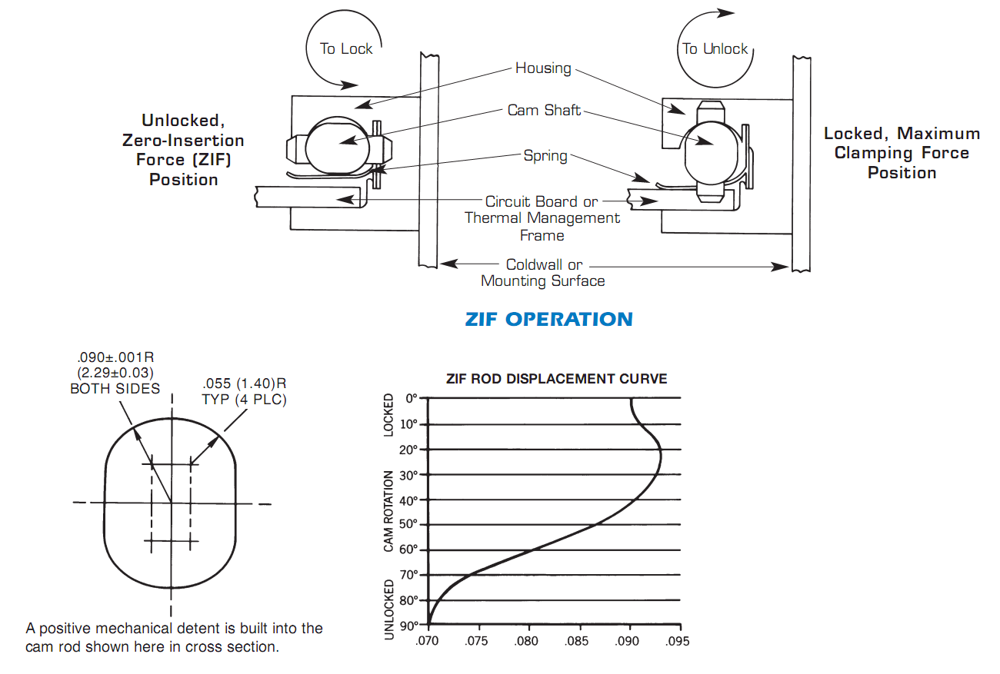 To Lock
To Unlock
Housing
Cam Shaft
Spring
Circuit Board or
Thermal Management
Frame
Coldwall or
Mounting Surface
Unlocked,
Zero-Insertion
Force (ZIF)
Position
Locked, Maximum
Clamping Force
Position
ZIF OPERATION
.090±.001R
(2.29±0.03)
BOTH SIDES
.055 (1.40)R
TYP (4 PLC)
A positive mechanical detent is built into the
cam rod shown here in cross section.
ZIF ROD DISPLACEMENT CURVE
LOCKED
CAM ROTATION
UNLOCKED
0°
10°
20°
30°
40°
50°
60°
70°
80°
90°
.070 .075 .080 .085 .090 .095